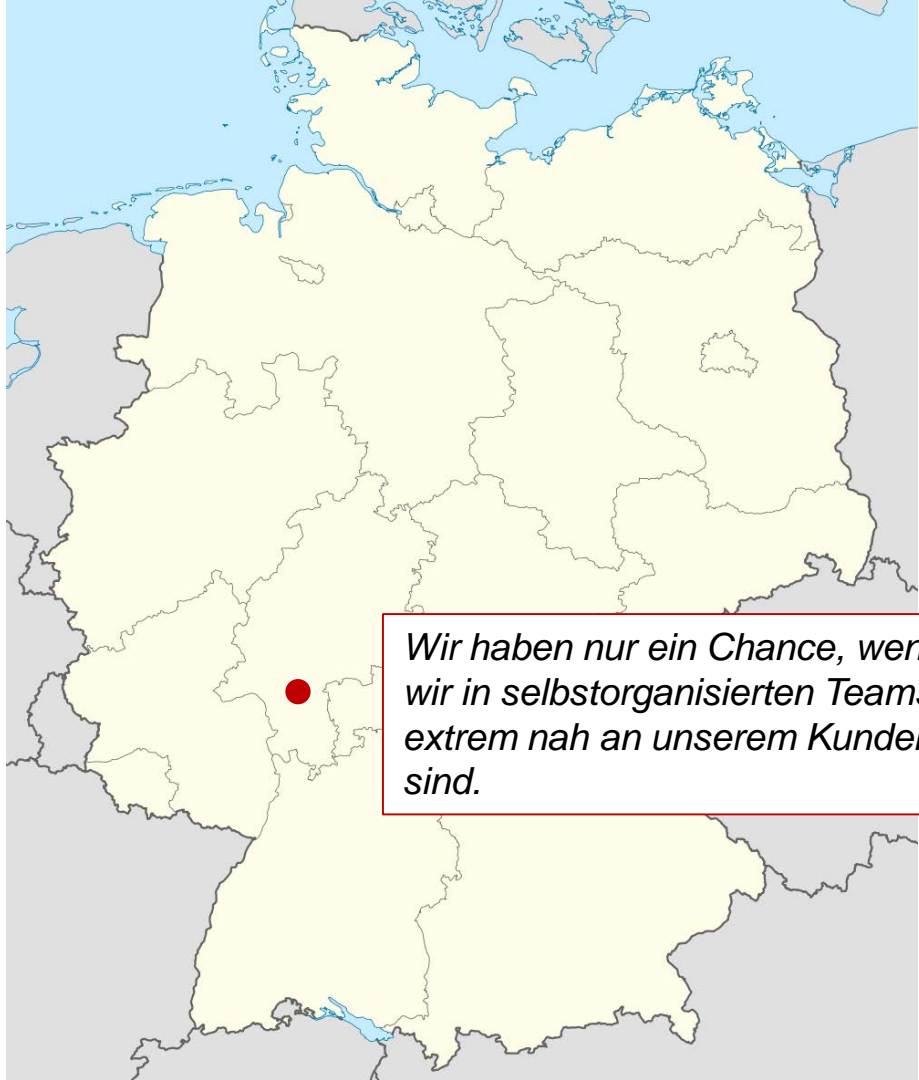 Wir haben nur ein Chance, wen
wir in selbstorganisierten Teams
extrem nah an unserem Kunden
sind.